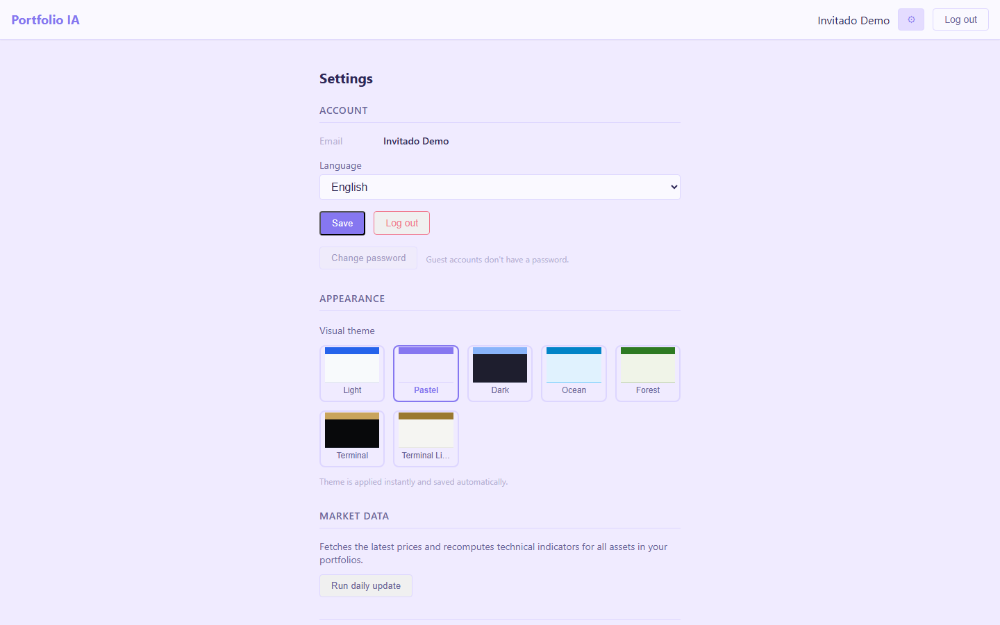 Portfolio IA
Invitado Demo
⚙
Log out
Settings
ACCOUNT
Email Invitado Demo
Language
English
Save
Log out
Change password
Guest accounts don't have a password.
APPEARANCE
Visual theme
Light
Pastel
Dark
Ocean
Forest
Terminal
Terminal Li...
Theme is applied instantly and saved automatically.
MARKET DATA
Fetches the latest prices and recomputes technical indicators for all assets in your
portfolios.
Run daily update